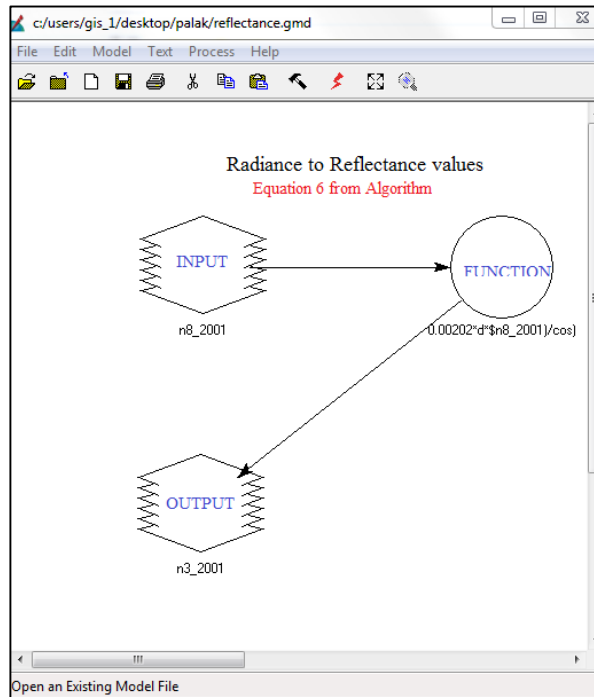 c:/users/gis_1/desktop/palak/reflectance.gmd
File Edit Model Text Process Help
Radiance to Reflectance values
Equation 6 from Algorithm
INPUT
FUNCTION
n8_2001
0.00202*d*$n8_2001)/cos)
OUTPUT
n3_2001
Open an Existing Model File